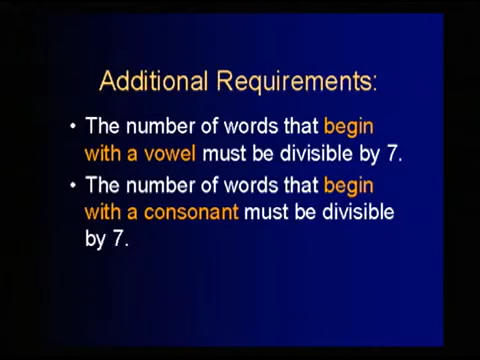 Additional Requirements:
• The number of words that begin
with a vowel must be divisible by 7.
• The number of words that begin
with a consonant must be divisible
by 7.